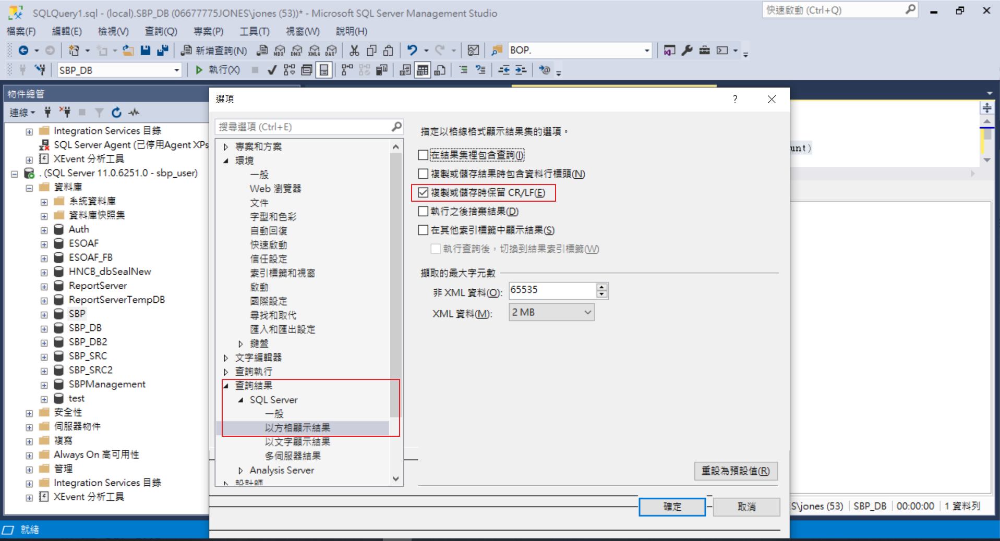 SQLQuery1.sql - (local).SBP_DB (06677775JONES\jones (53))* - Microsoft SQL Server Management Studio
快速啟動 (Ctrl+Q)
檔案(F) 編輯(E) 檢視(V) 查詢(Q) 專案(P) 工具(T) 視窗(W) 說明(H)
新增查詢(N) MDX DMX XMLA DAX BOP.
SBP_DB 執行(X)
物件總管
連線
Integration Services 目錄
SQL Server Agent (已停用Agent XPs
XEvent 分析工具
. (SQL Server 11.0.6251.0 - sbp_user)
資料庫
系統資料庫
資料庫快照集
Auth
ESOAF
ESOAF_FB
HNCB_dbSealNew
ReportServer
ReportServerTempDB
SBP
SBP_DB
SBP_DB2
SBP_SRC
SBP_SRC2
SBPManagement
test
安全性
伺服器物件
複寫
Always On 高可用性
管理
Integration Services 目錄
XEvent 分析工具
選項
?
搜尋選項 (Ctrl+E)
專案和方案
環境
一般
Web 瀏覽器
文件
字型和色彩
自動回復
快速啟動
信任設定
索引標籤和視窗
啟動
國際設定
尋找和取代
匯入和匯出設定
鍵盤
文字編輯器
查詢執行
查詢結果
SQL Server
一般
以方格顯示結果
以文字顯示結果
多伺服器結果
Analysis Server
設計師
指定以格線格式顯示結果集的選項。
在結果集裡包含查詢(I)
複製或儲存結果時包含資料行標頭(N)
複製或儲存時保留 CR/LF(E)
執行之後捨棄結果(D)
在其他索引標籤中顯示結果(S)
執行查詢後，切換到結果索引標籤(W)
擷取的最大字元數
非 XML 資料(O): 65535
XML 資料(M): 2 MB
重設為預設值(R)
確定 取消
unt)
S\jones (53) SBP_DB 00:00:00 1 資料列
就緒